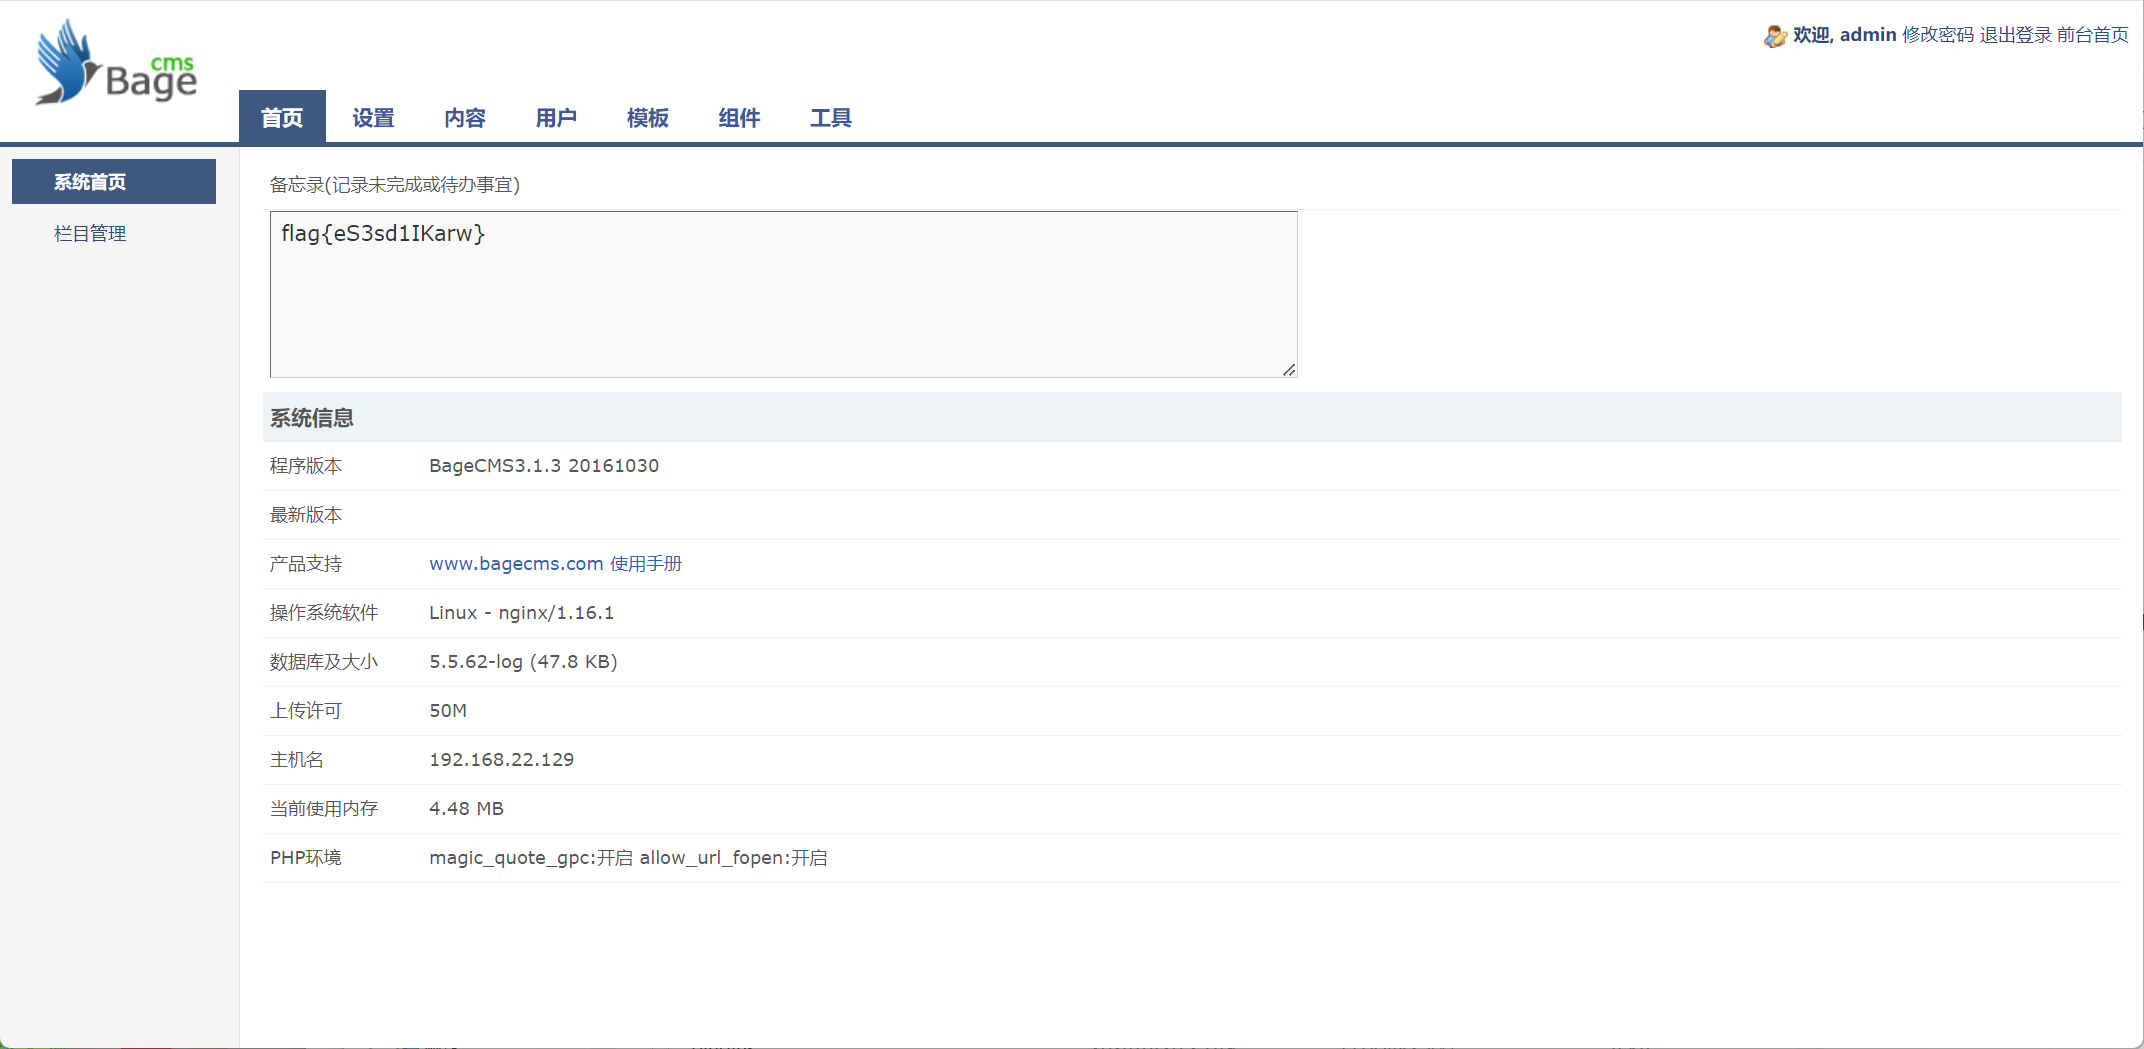 Bage cms
欢迎, admin 修改密码 退出登录 前台首页
首页 设置 内容 用户 模板 组件 工具
系统首页
栏目管理
备忘录(记录未完成或待办事宜)
flag{eS3sd1IKarw}
系统信息
程序版本 BageCMS3.1.3 20161030
最新版本
产品支持 www.bagecms.com 使用手册
操作系统软件 Linux - nginx/1.16.1
数据库及大小 5.5.62-log (47.8 KB)
上传许可 50M
主机名 192.168.22.129
当前使用内存 4.48 MB
PHP环境 magic_quote_gpc:开启 allow_url_fopen:开启